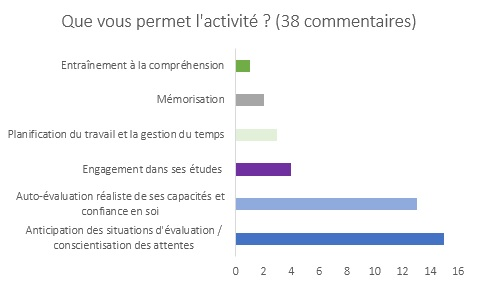 Que vous permet l'activité ? (38 commentaires)
Entraînement à la compréhension
Mémorisation
Planification du travail et la gestion du temps
Engagement dans ses études
Auto-évaluation réaliste de ses capacités et
confiance en soi
Anticipation des situations d'évaluation /
conscientisation des attentes
0 2 4 6 8 10 12 14 16